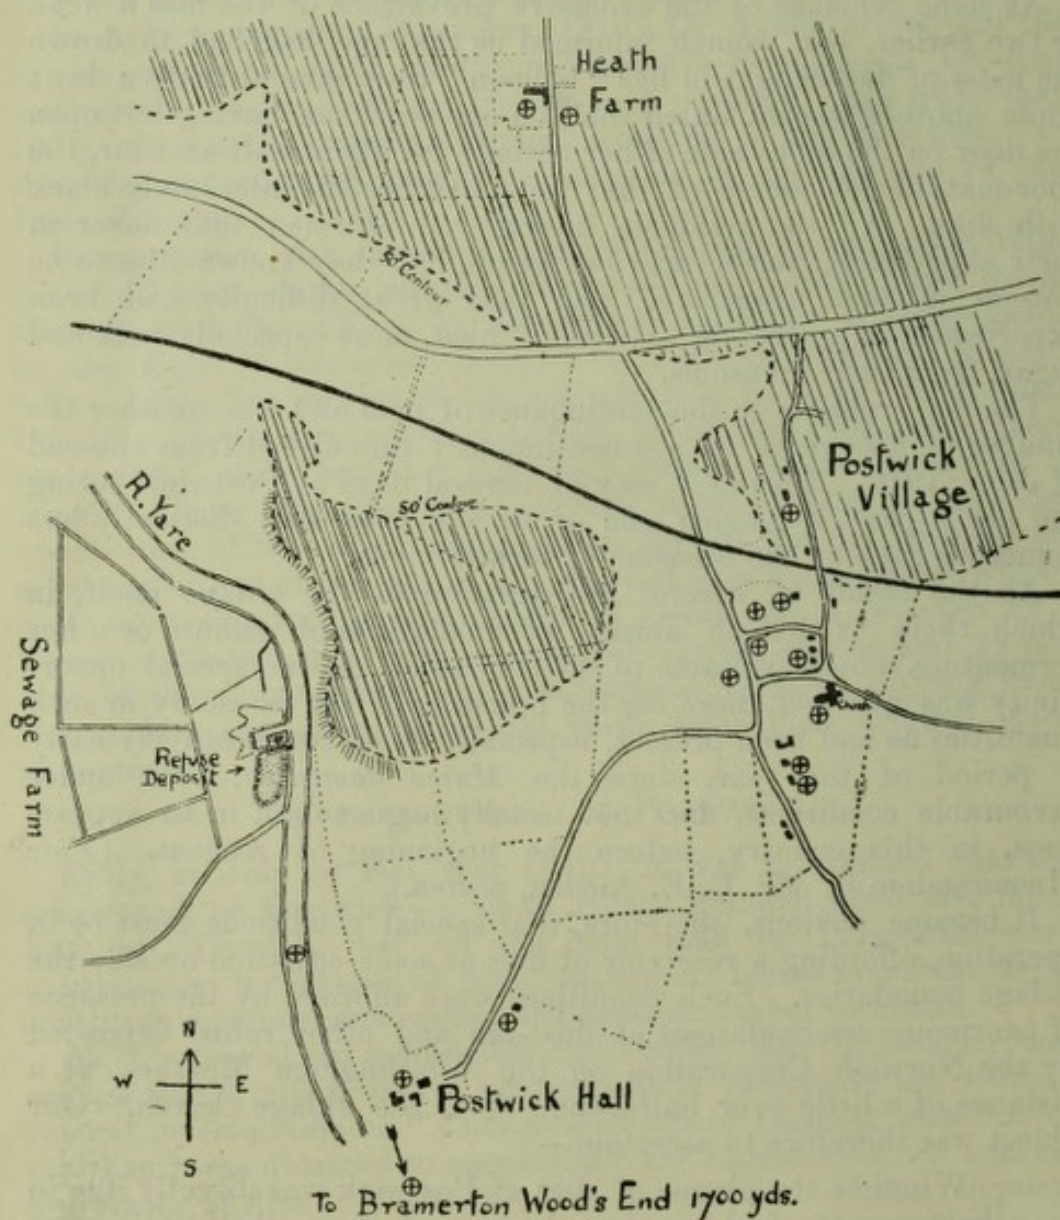 Heath
Farm
50' Contour
R. Yare
50' Contour
Postwick
Village
Church
Sewage Farm
Refuse
Deposit
N
W E
S
Postwick Hall
To Bramerton Wood's End 1700 yds.